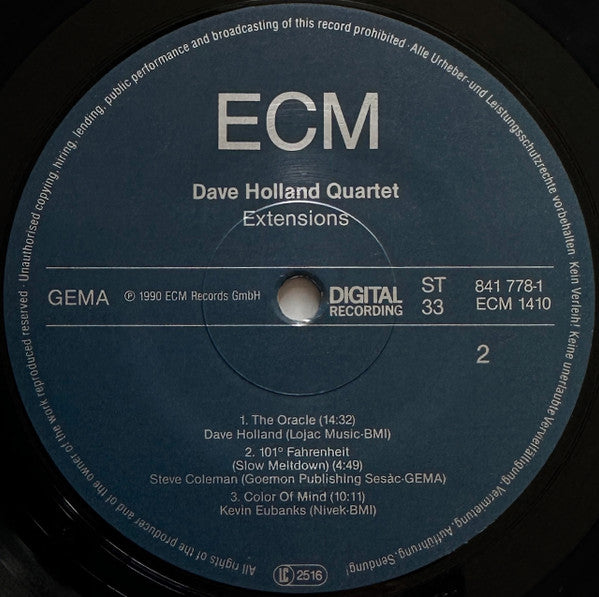 All rights of the producer and of the owner of the work reproduced reserved · Unauthorised copying, hiring, lending, public performance and broadcasting of this record prohibited · Alle Urheber- und Leistungsschutzrechte vorbehalten · Kein Verleih! Keine unerlaubte Vervielfältigung, Vermietung, Aufführung, Sendung!
ECM
Dave Holland Quartet
Extensions
GEMA ℗ 1990 ECM Records GmbH
DIGITAL
RECORDING
ST
33
841 778-1
ECM 1410
2
1. The Oracle (14:32)
Dave Holland (Lojac Music-BMI)
2. 101° Fahrenheit
(Slow Meltdown) (4:49)
Steve Coleman (Goemon Publishing Sesàc-GEMA)
3. Color Of Mind (10:11)
Kevin Eubanks (Nivek-BMI)
LC 2516